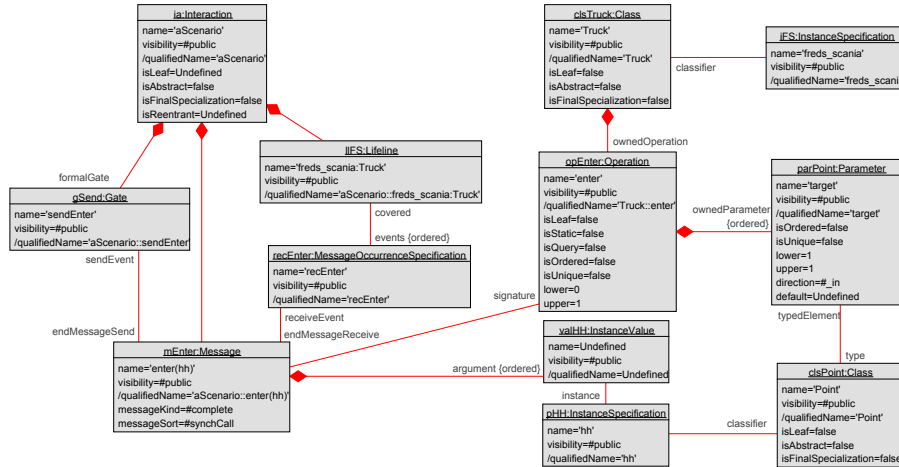 ia:Interaction
name='aScenario'
visibility=#public
/qualifiedName='aScenario'
isLeaf=Undefined
isAbstract=false
isFinalSpecialization=false
isReentrant=Undefined
clsTruck:Class
name='Truck'
visibility=#public
/qualifiedName='Truck'
isLeaf=false
isAbstract=false
isFinalSpecialization=false
classifier
iFS:InstanceSpecification
name='freds_scania'
visibility=#public
/qualifiedName='freds_scania
ownedOperation
formalGate
llFS:Lifeline
name='freds_scania:Truck'
visibility=#public
/qualifiedName='aScenario::freds_scania:Truck'
covered
events {ordered}
gSend:Gate
name='sendEnter'
visibility=#public
/qualifiedName='aScenario::sendEnter
sendEvent
endMessageSend
recEnter:MessageOccurrenceSpecification
name='recEnter'
visibility=#public
/qualifiedName='recEnter'
receiveEvent
endMessageReceive
signature
opEnter:Operation
name='enter'
visibility=#public
/qualifiedName='Truck::enter'
isLeaf=false
isStatic=false
isQuery=false
isOrdered=false
isUnique=false
lower=0
upper=1
ownedParameter
{ordered}
parPoint:Parameter
name='target'
visibility=#public
/qualifiedName='target'
isOrdered=false
isUnique=false
lower=1
upper=1
direction=#_in
default=Undefined
typedElement
type
mEnter:Message
name='enter(hh)'
visibility=#public
/qualifiedName='aScenario::enter(hh)'
messageKind=#complete
messageSort=#synchCall
argument {ordered}
valHH:InstanceValue
name=Undefined
visibility=#public
/qualifiedName=Undefined
instance
pHH:InstanceSpecification
name='hh'
visibility=#public
/qualifiedName='hh'
classifier
clsPoint:Class
name='Point'
visibility=#public
/qualifiedName='Point'
isLeaf=false
isAbstract=false
isFinalSpecialization=false